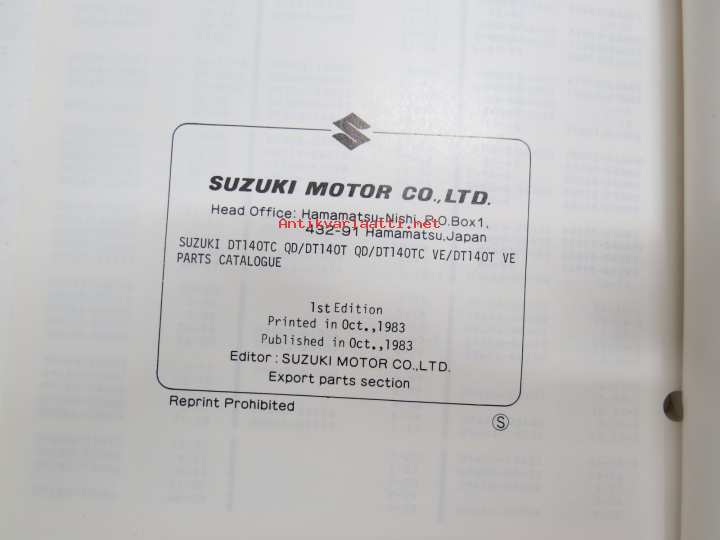 SUZUKI MOTOR CO.,LTD.
Head Office: Hamamatsu-Nishi, P.O.Box1,
Antikvariaatti.net
432-91 Hamamatsu,Japan
SUZUKI DT140TC QD/DT140T QD/DT140TC VE/DT140T VE
PARTS CATALOGUE
1st Edition
Printed in Oct.,1983
Published in Oct.,1983
Editor : SUZUKI MOTOR CO.,LTD.
Export parts section
Reprint Prohibited
Ⓢ